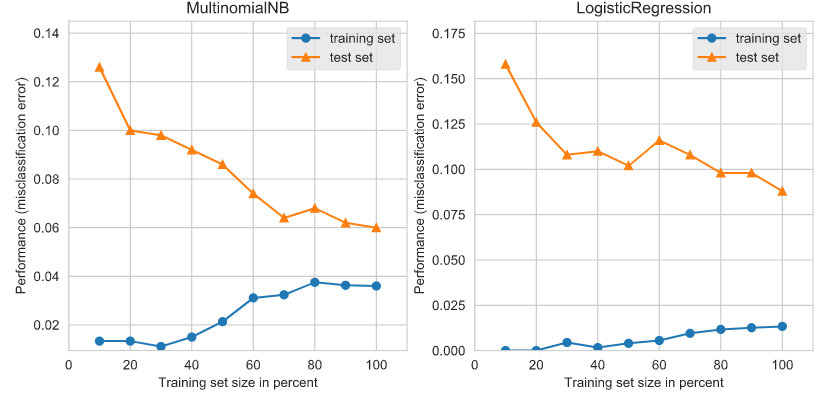 MultinomialNB
Performance (misclassification error)
0.14
0.12
0.10
0.08
0.06
0.04
0.02
0
20
40
60
80
100
Training set size in percent
training set
test set
LogisticRegression
Performance (misclassification error)
0.175
0.150
0.125
0.100
0.075
0.050
0.025
0.000
0
20
40
60
80
100
Training set size in percent
training set
test set